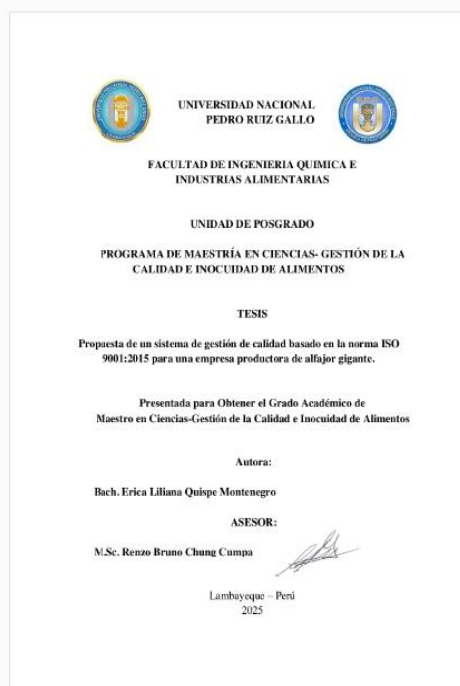 UNIVERSIDAD NACIONAL
PEDRO RUIZ GALLO
FACULTAD DE INGENIERIA QUIMICA E
INDUSTRIAS ALIMENTARIAS
UNIDAD DE POSGRADO
PROGRAMA DE MAESTRÍA EN CIENCIAS- GESTIÓN DE LA
CALIDAD E INOCUIDAD DE ALIMENTOS
TESIS
Propuesta de un sistema de gestión de calidad basado en la norma ISO
9001:2015 para una empresa productora de alfajor gigante.
Presentada para Obtener el Grado Académico de
Maestro en Ciencias-Gestión de la Calidad e Inocuidad de Alimentos
Autora:
Bach. Erica Liliana Quispe Montenegro
ASESOR:
M.Sc. Renzo Bruno Chung Cumpa
Lambayeque – Perú
2025